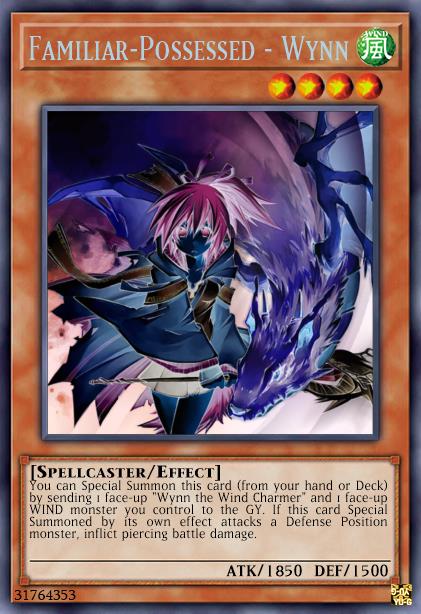 Familiar-Possessed - Wynn
WIND
風
[Spellcaster/Effect]
You can Special Summon this card (from your hand or Deck)
by sending 1 face-up "Wynn the Wind Charmer" and 1 face-up
WIND monster you control to the GY. If this card Special
Summoned by its own effect attacks a Defense Position
monster, inflict piercing battle damage.
ATK/1850 DEF/1500
31764353